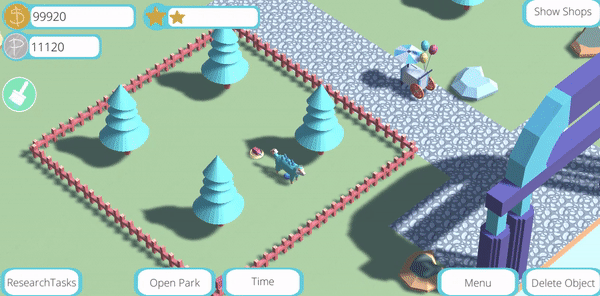 99920
Show Shops
11120
ResearchTasks
Open Park
Time
Menu
Delete Object